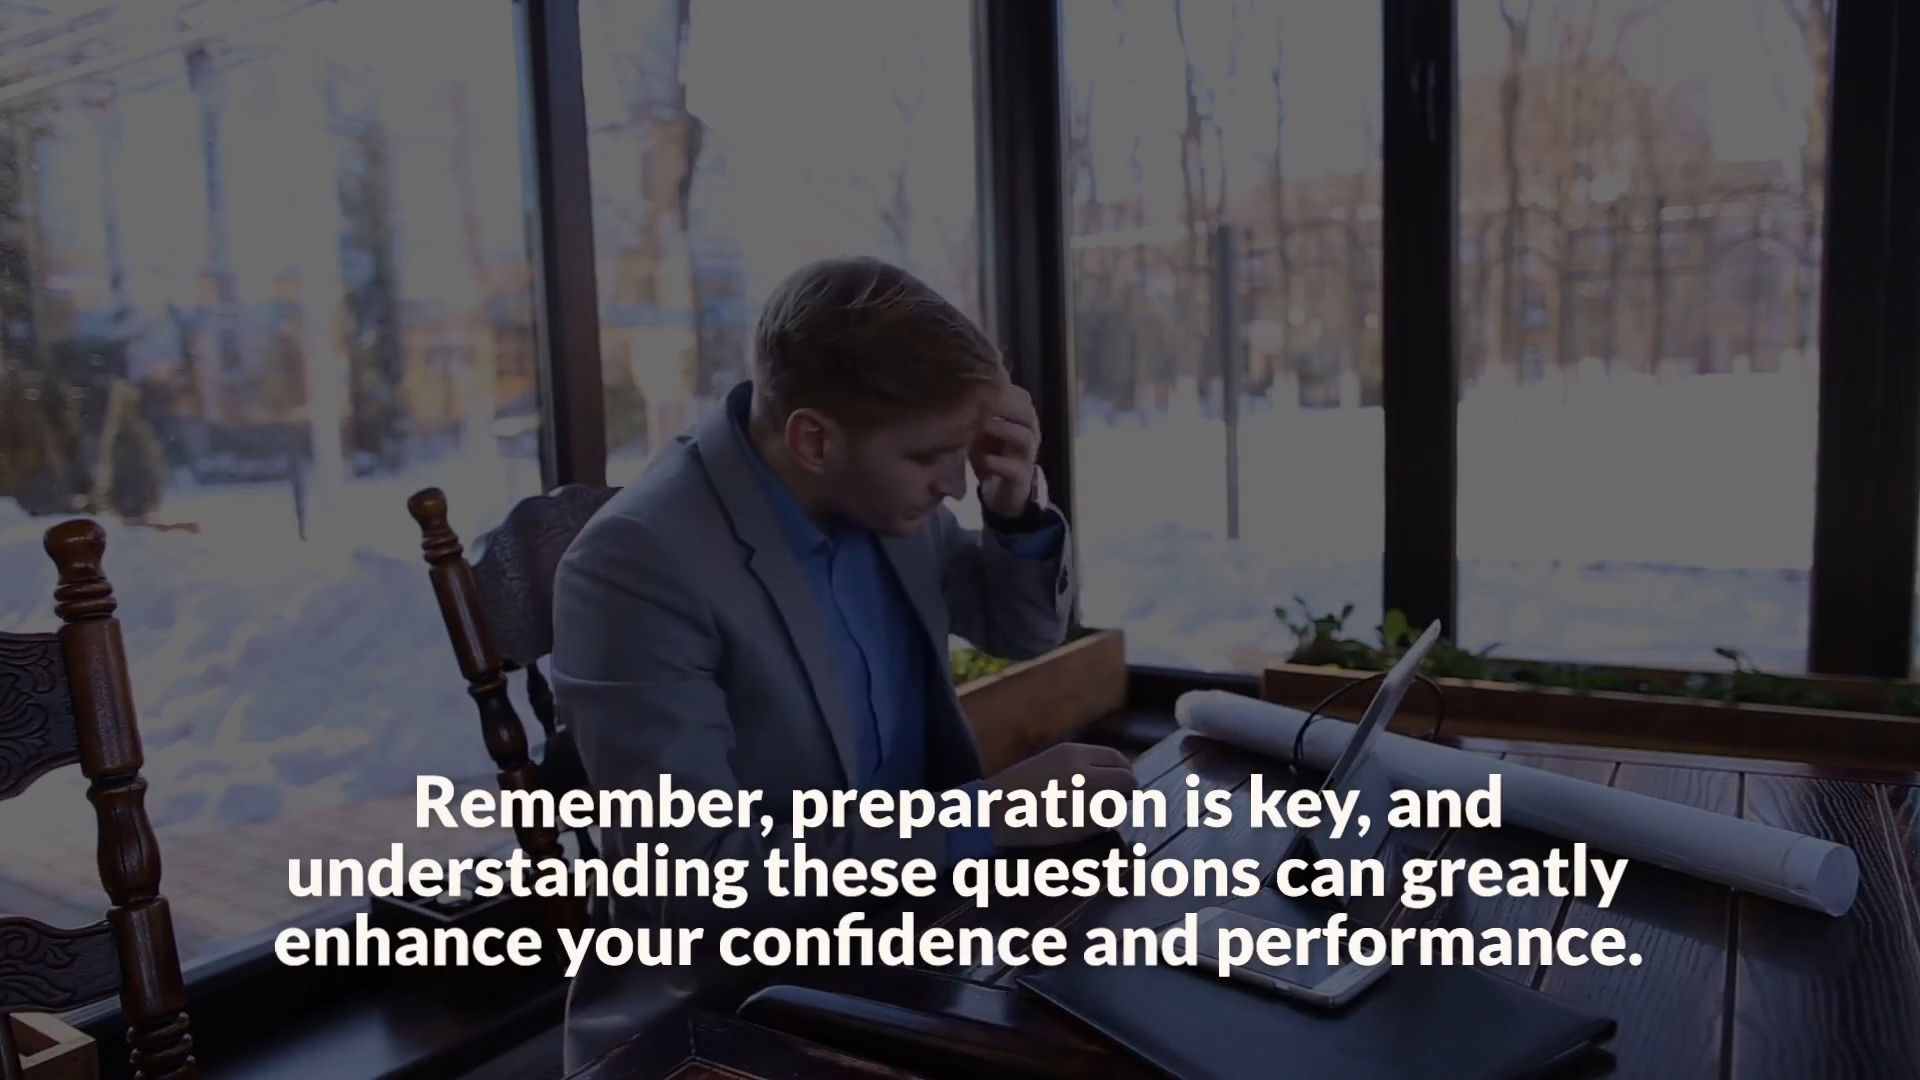 Remember, preparation is key, and
understanding these questions can greatly
enhance your confidence and performance.